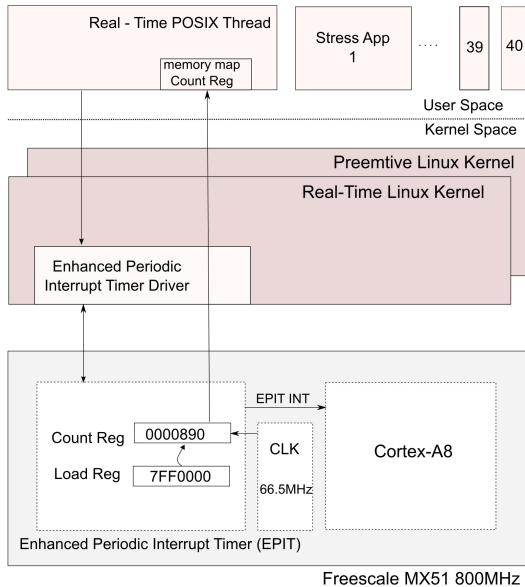 Real - Time POSIX Thread
memory map
Count Reg
Stress App
1
....
39
40
User Space
Kernel Space
Preemtive Linux Kernel
Real-Time Linux Kernel
Enhanced Periodic
Interrupt Timer Driver
EPIT INT
Count Reg
0000890
Load Reg
7FF0000
CLK
66.5MHz
Cortex-A8
Enhanced Periodic Interrupt Timer (EPIT)
Freescale MX51 800MHz